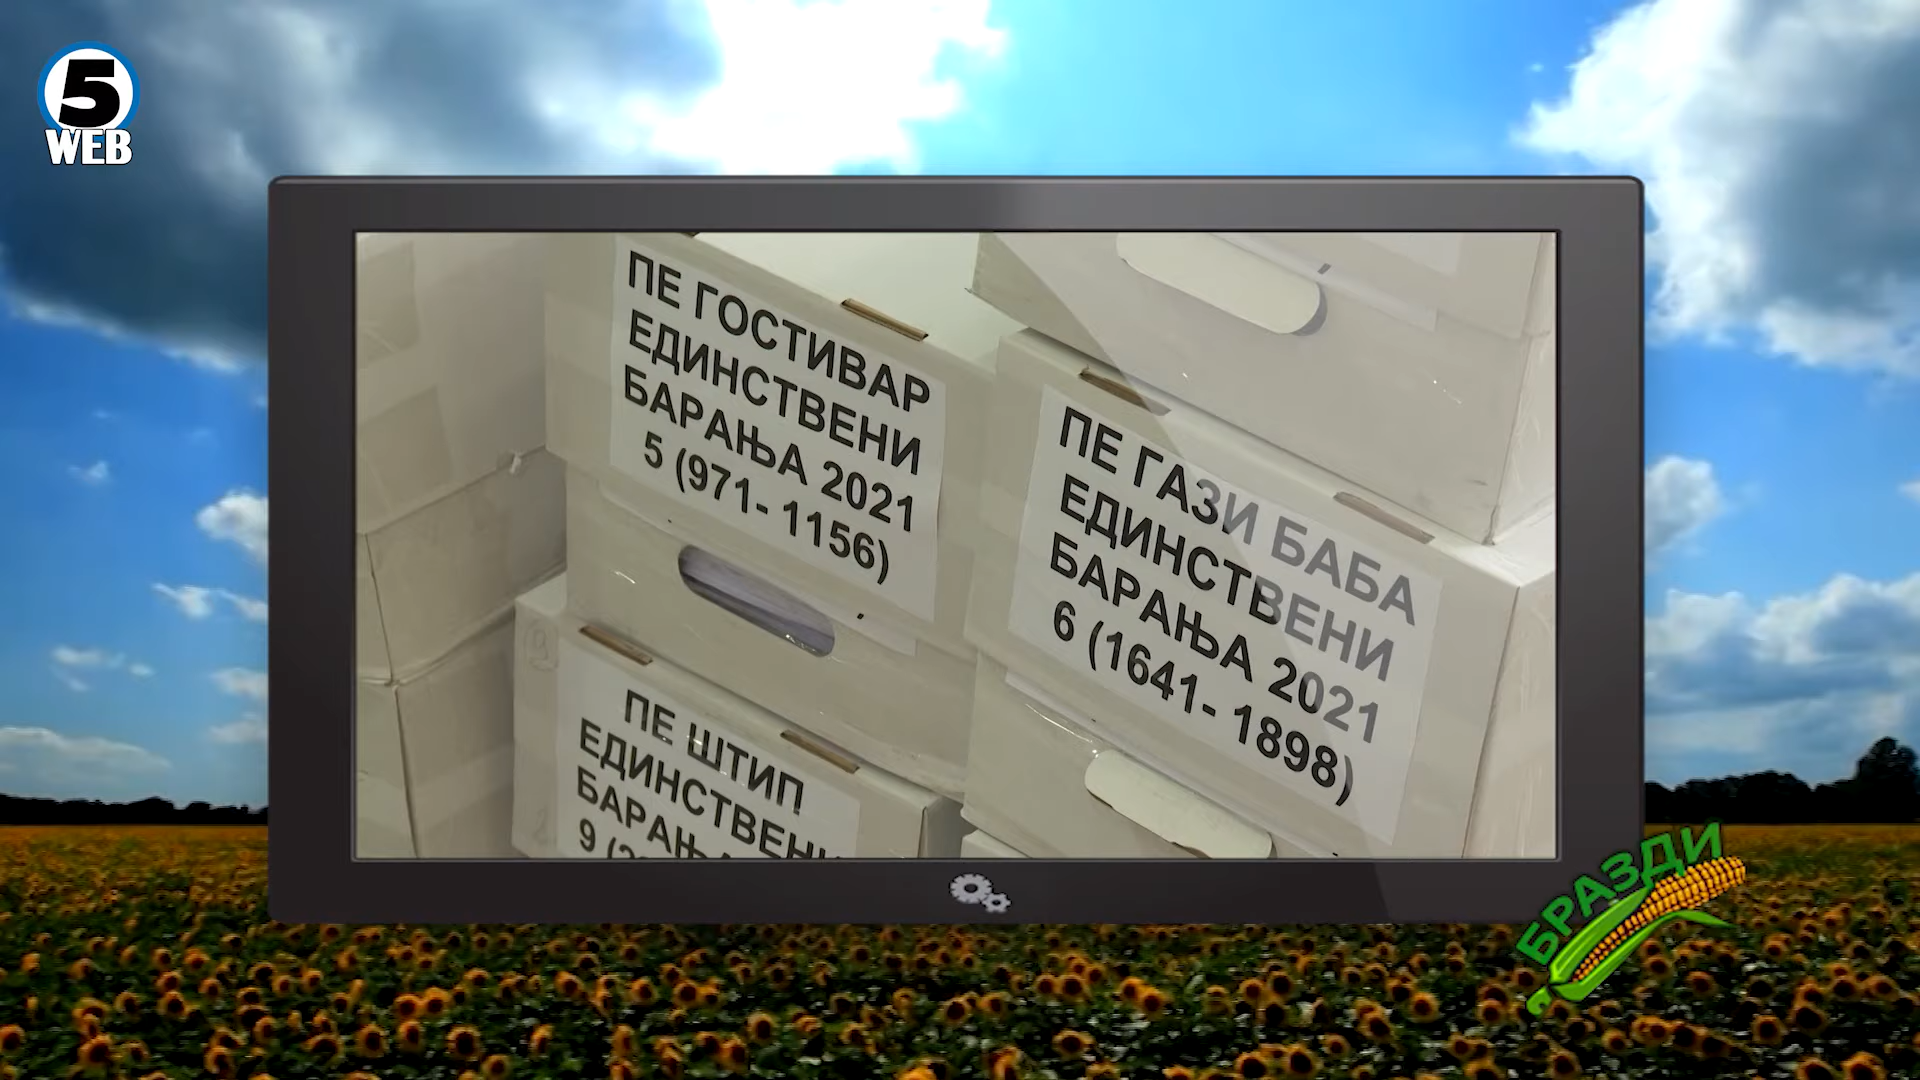 5
WEB
ПЕ ГОСТИВАР
ЕДИНСТВЕНИ
БАРАЊА 2021
5 (971- 1156)
ПЕ ГАЗИ БАБА
ЕДИНСТВЕНИ
БАРАЊА 2021
6 (1641- 1898)
ПЕ ШТИП
ЕДИНСТВЕНИ
9
БРАЗДИ